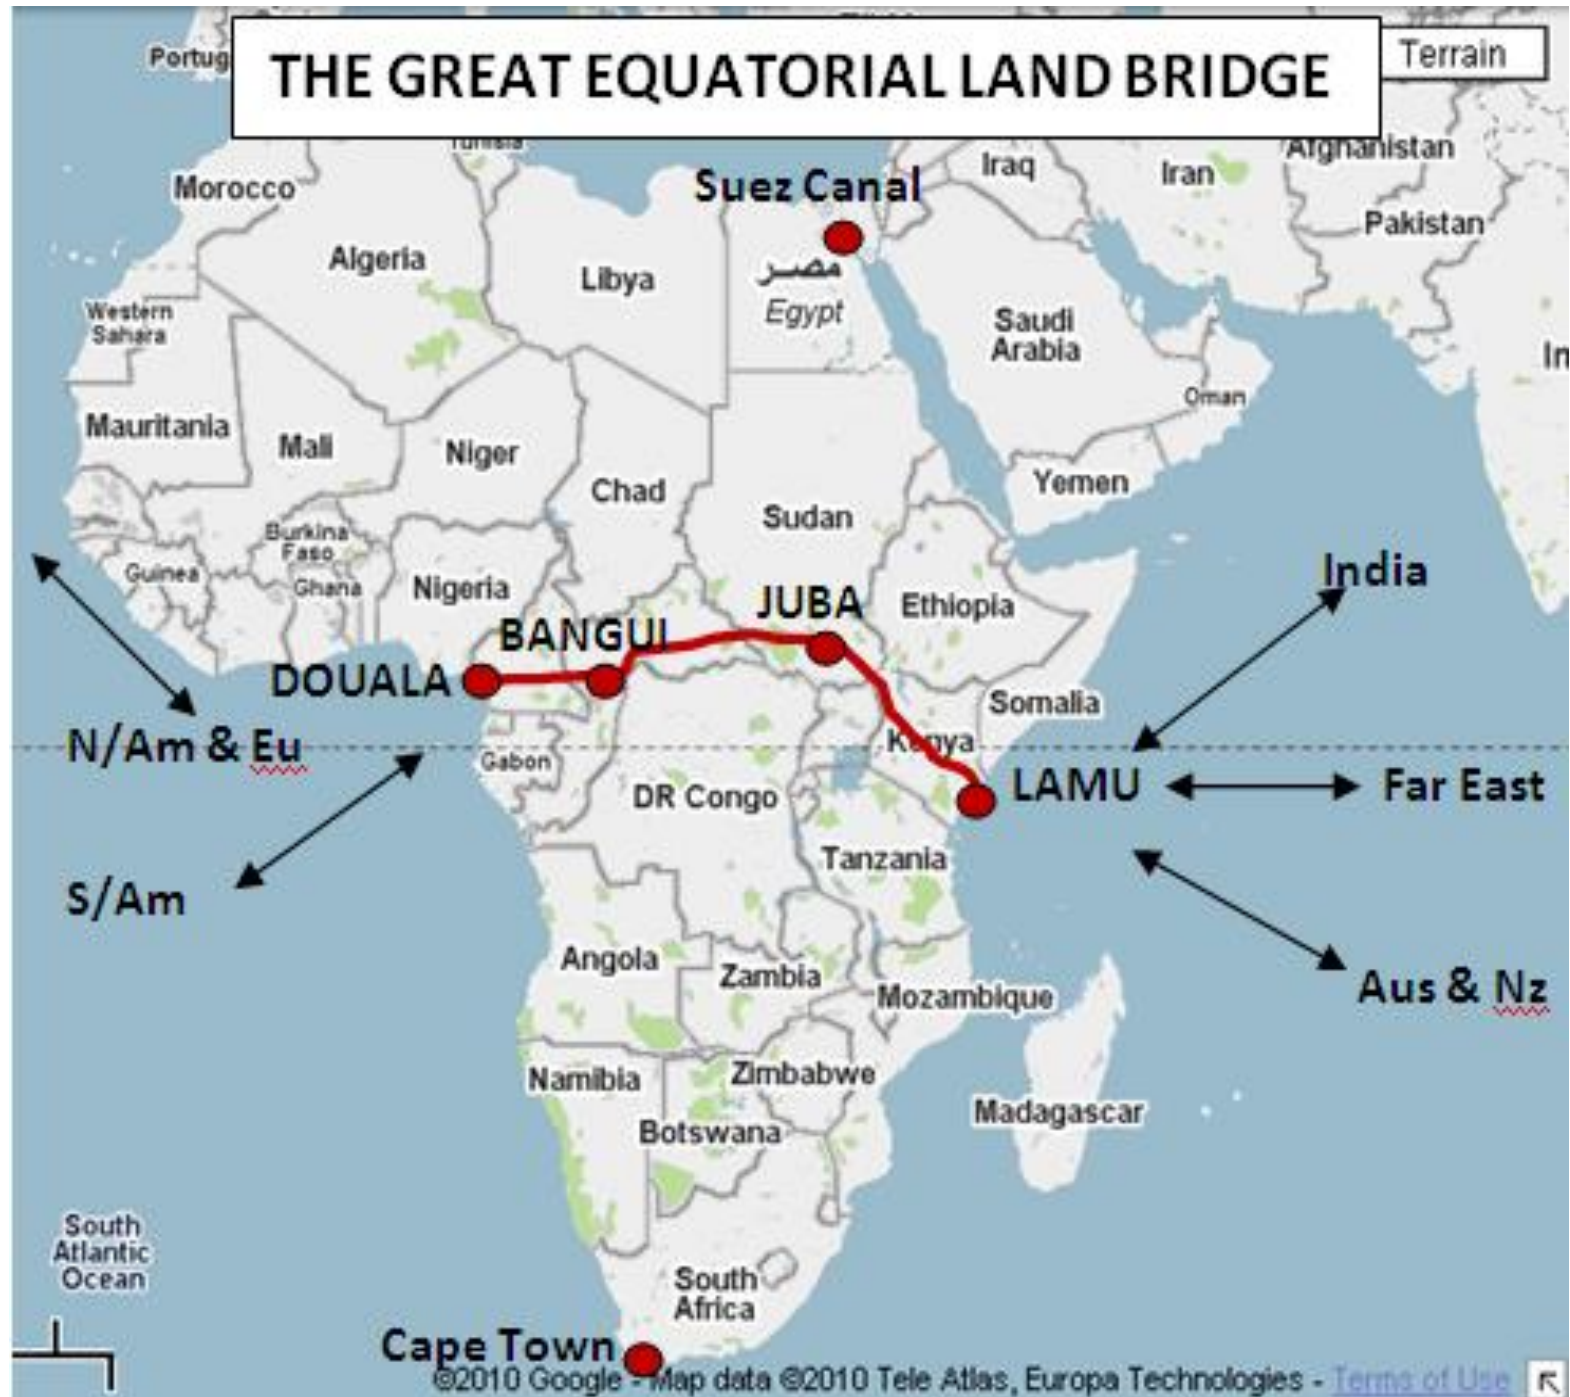 THE GREAT EQUATORIAL LAND BRIDGE
Terrain
Portug
Tunisia
Morocco
Suez Canal
Iraq
Iran
Afghanistan
Pakistan
Algeria
Libya
مصر
Egypt
Saudi
Arabia
In
Western
Sahara
Oman
Mauritania
Mali
Niger
Chad
Yemen
Sudan
Burkina
Faso
Guinea
Ghana
Nigeria
JUBA
Ethiopia
India
BANGUI
DOUALA
Somalia
N/Am & Eu
Gabon
Kenya
DR Congo
LAMU
Far East
Tanzania
S/Am
Angola
Zambia
Mozambique
Aus & Nz
Namibia
Zimbabwe
Botswana
Madagascar
South
Atlantic
Ocean
South
Africa
Cape Town
©2010 Google - Map data ©2010 Tele Atlas, Europa Technologies - Terms of Use